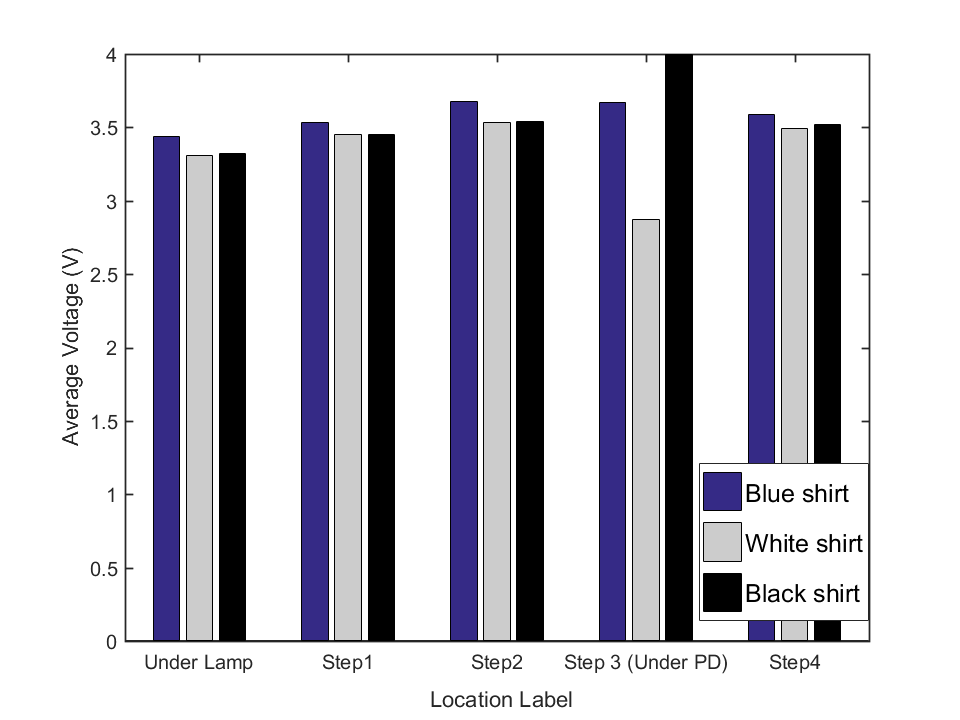 4
3.5
3
2.5
2
1.5
1
0.5
0
Average Voltage (V)
Blue shirt
White shirt
Black shirt
Under Lamp Step1 Step2 Step 3 (Under PD) Step4
Location Label